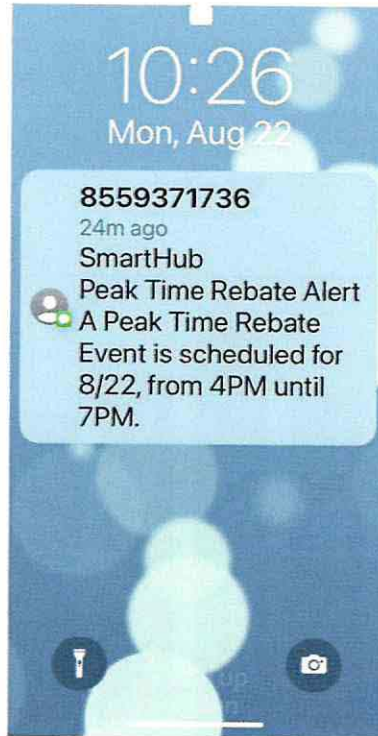 10:26
Mon, Aug 22
8559371736
24m ago
SmartHub
Peak Time Rebate Alert
A Peak Time Rebate
Event is scheduled for
8/22, from 4PM until
7PM.